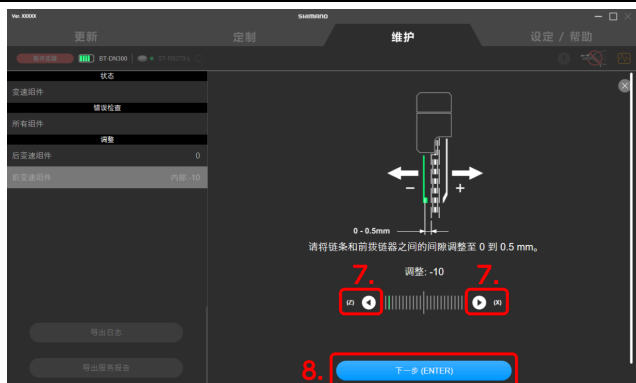 Ver. XXXXX
SHIMANO
更新
定制
维护
设定 / 帮助
BT-DN300
状态
变速组件
错误检查
所有组件
调整
后变速组件 0
前变速组件 内部 -10
导出日志
导出服务报告
0 - 0.5mm
请将链条和前拨链器之间的间隙调整至 0 到 0.5 mm。
7.
调整: -10
7.
(Z)
(X)
8.
下一步 (ENTER)